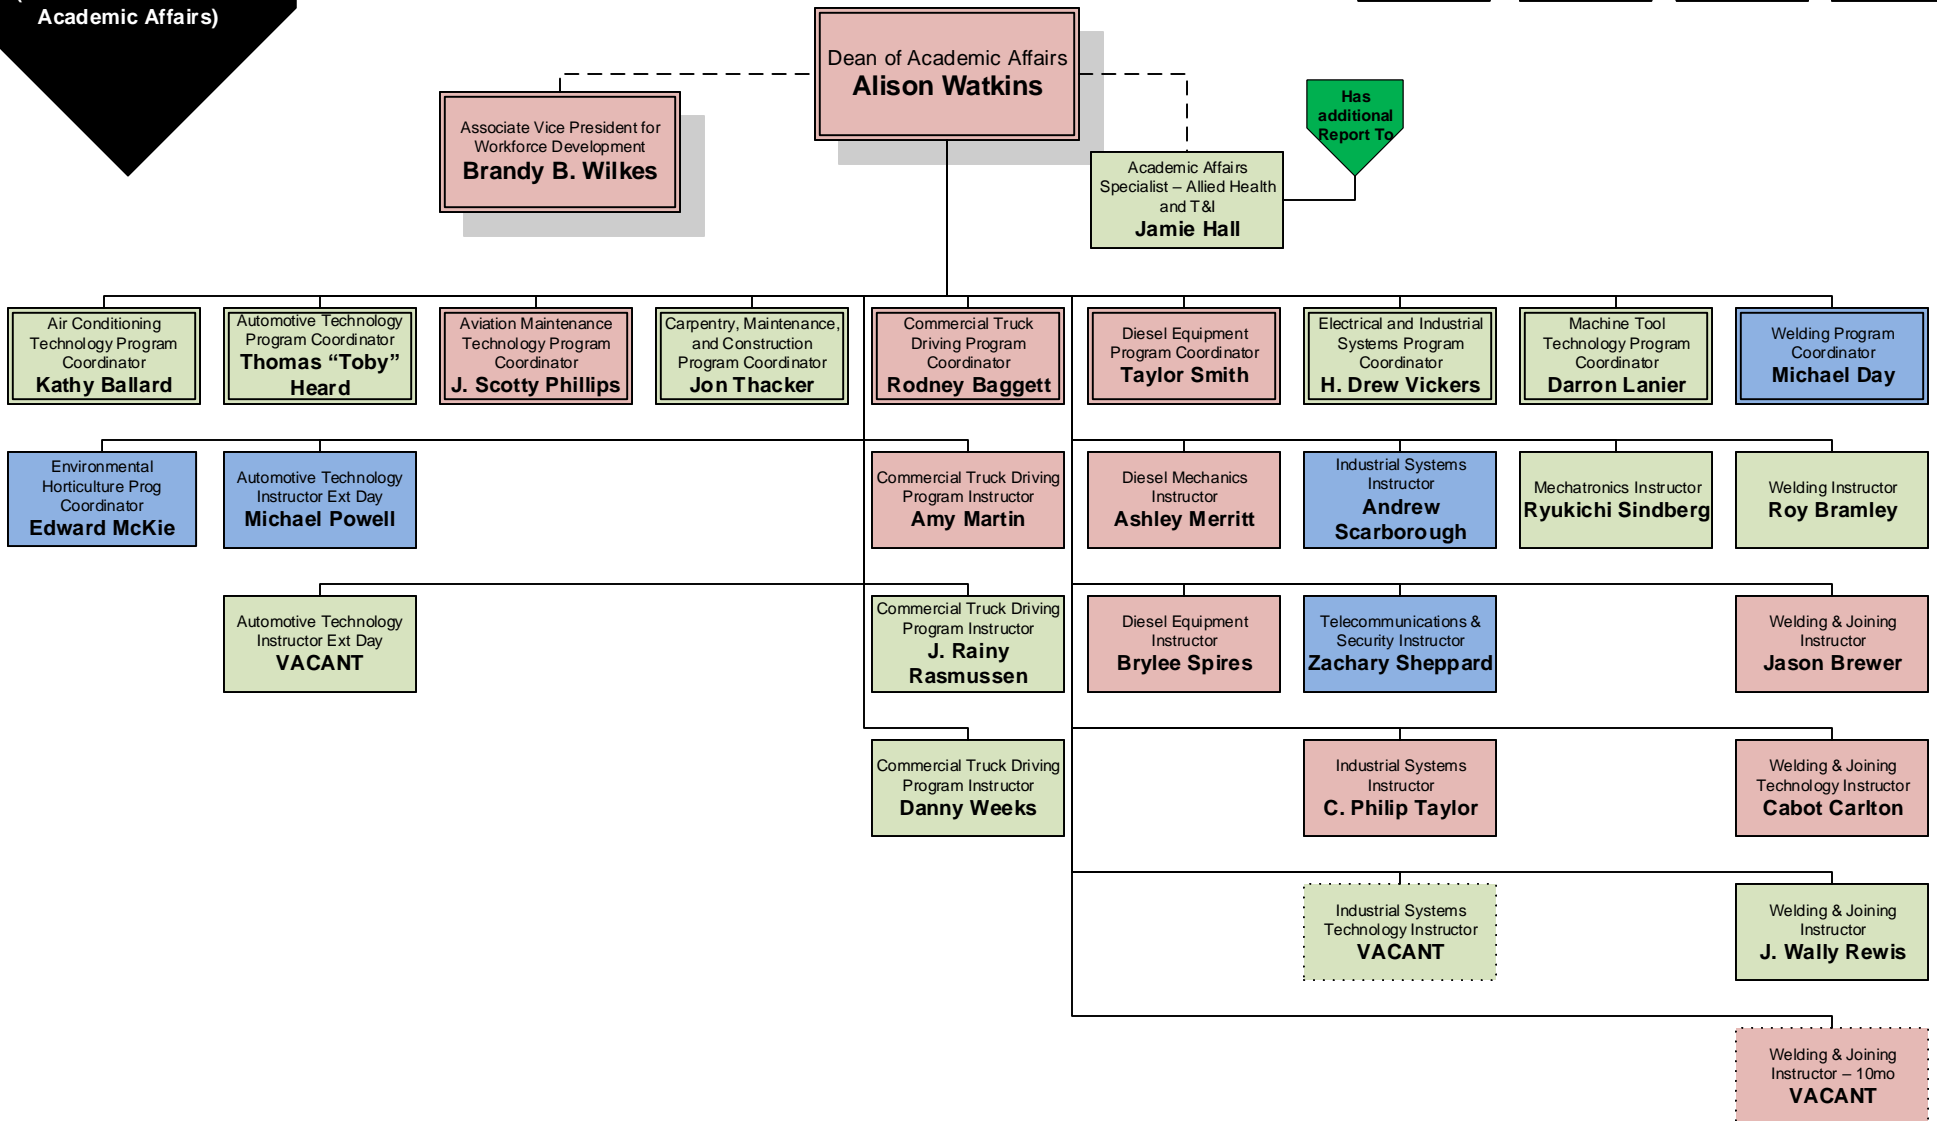 Academic Affairs)
Dean of Academic Affairs
Alison Watkins
Associate Vice President for
Workforce Development
Brandy B. Wilkes
Has
additional
Report To
Academic Affairs
Specialist – Allied Health
and T&I
Jamie Hall
Air Conditioning
Technology Program
Coordinator
Kathy Ballard
Automotive Technology
Program Coordinator
Thomas “Toby”
Heard
Aviation Maintenance
Technology Program
Coordinator
J. Scotty Phillips
Carpentry, Maintenance,
and Construction
Program Coordinator
Jon Thacker
Commercial Truck
Driving Program
Coordinator
Rodney Baggett
Diesel Equipment
Program Coordinator
Taylor Smith
Electrical and Industrial
Systems Program
Coordinator
H. Drew Vickers
Machine Tool
Technology Program
Coordinator
Darron Lanier
Welding Program
Coordinator
Michael Day
Environmental
Horticulture Prog
Coordinator
Edward McKie
Automotive Technology
Instructor Ext Day
Michael Powell
Commercial Truck Driving
Program Instructor
Amy Martin
Diesel Mechanics
Instructor
Ashley Merritt
Industrial Systems
Instructor
Andrew
Scarborough
Mechatronics Instructor
Ryukichi Sindberg
Welding Instructor
Roy Bramley
Automotive Technology
Instructor Ext Day
VACANT
Commercial Truck Driving
Program Instructor
J. Rainy
Rasmussen
Diesel Equipment
Instructor
Brylee Spires
Telecommunications &
Security Instructor
Zachary Sheppard
Welding & Joining
Instructor
Jason Brewer
Commercial Truck Driving
Program Instructor
Danny Weeks
Industrial Systems
Instructor
C. Philip Taylor
Welding & Joining
Technology Instructor
Cabot Carlton
Industrial Systems
Technology Instructor
VACANT
Welding & Joining
Instructor
J. Wally Rewis
Welding & Joining
Instructor – 10mo
VACANT